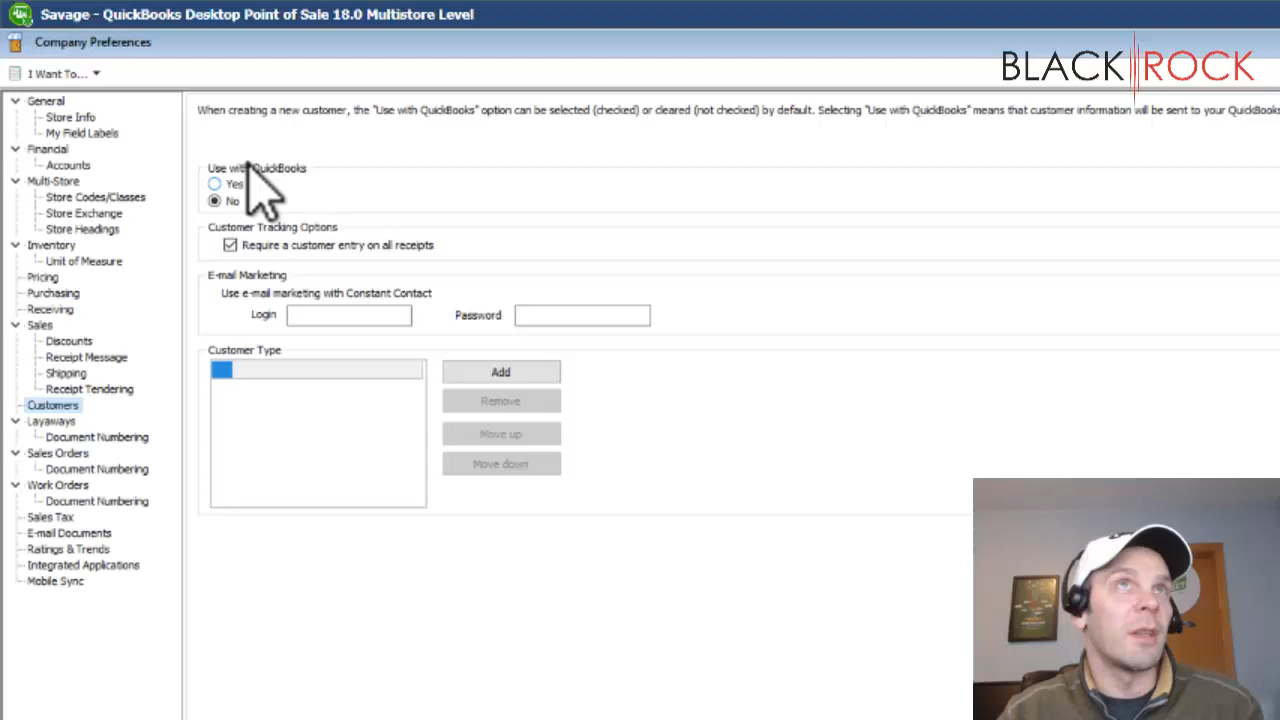 Savage - QuickBooks Desktop Point of Sale 18.0 Multistore Level
Company Preferences
BLACK ROCK
I Want To...
General
Store Info
My Field Labels
Financial
Accounts
Multi-Store
Store Codes/Classes
Store Exchange
Store Headings
Inventory
Unit of Measure
Pricing
Purchasing
Receiving
Sales
Discounts
Receipt Message
Shipping
Receipt Tendering
Customers
Layaways
Document Numbering
Sales Orders
Document Numbering
Work Orders
Document Numbering
Sales Tax
E-mail Documents
Ratings & Trends
Integrated Applications
Mobile Sync
When creating a new customer, the "Use with QuickBooks" option can be selected (checked) or cleared (not checked) by default. Selecting "Use with QuickBooks" means that customer information will be sent to your QuickBooks
Use with QuickBooks
Yes
No
Customer Tracking Options
Require a customer entry on all receipts
E-mail Marketing
Use e-mail marketing with Constant Contact
Login
Password
Customer Type
Add
Remove
Move up
Move down